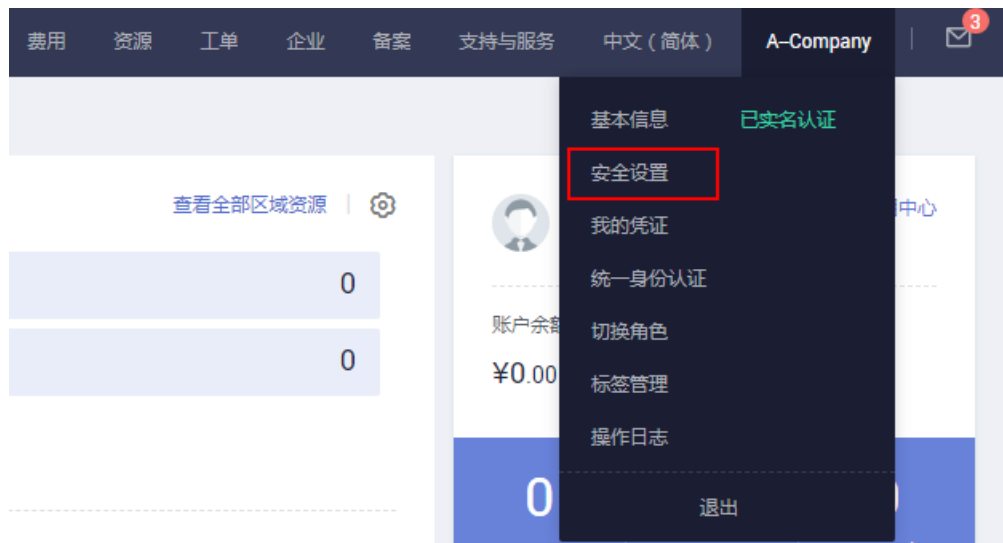 费用 资源 工单 企业 备案 支持与服务 中文（简体） A–Company 3
基本信息 已实名认证
安全设置
查看全部区域资源
我的凭证
中心
统一身份认证
0
账户余额
切换角色
0
¥0.00
标签管理
操作日志
0
退出